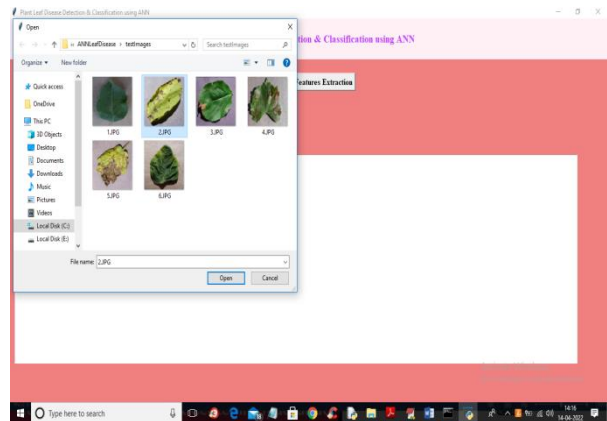 Plant Leaf Disease Detection & Classification using ANN
Open
« ANNLeafDisease › testImages
Search testImages
tion & Classification using ANN
Organize
New folder
Features Extraction
Quick access
OneDrive
This PC
3D Objects
Desktop
Documents
Downloads
Music
Pictures
Videos
Local Disk (C:)
Local Disk (E:)
1.JPG
2.JPG
3.JPG
4.JPG
5.JPG
6.JPG
File name: 2.JPG
Open
Cancel
Type here to search
14:16
14-04-2022